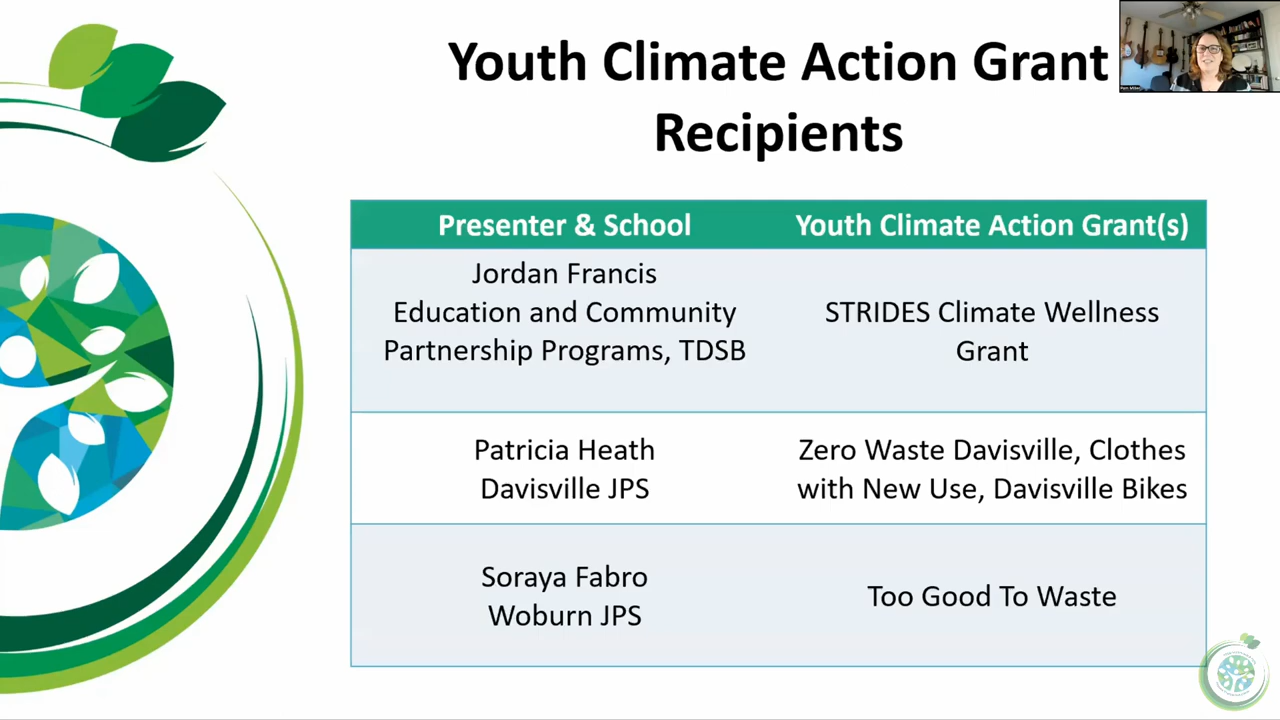 Youth Climate Action Grant
Recipients
Presenter & School
Youth Climate Action Grant(s)
Jordan Francis
Education and Community
Partnership Programs, TDSB
STRIDES Climate Wellness
Grant
Patricia Heath
Davisville JPS
Zero Waste Davisville, Clothes
with New Use, Davisville Bikes
Soraya Fabro
Woburn JPS
Too Good To Waste